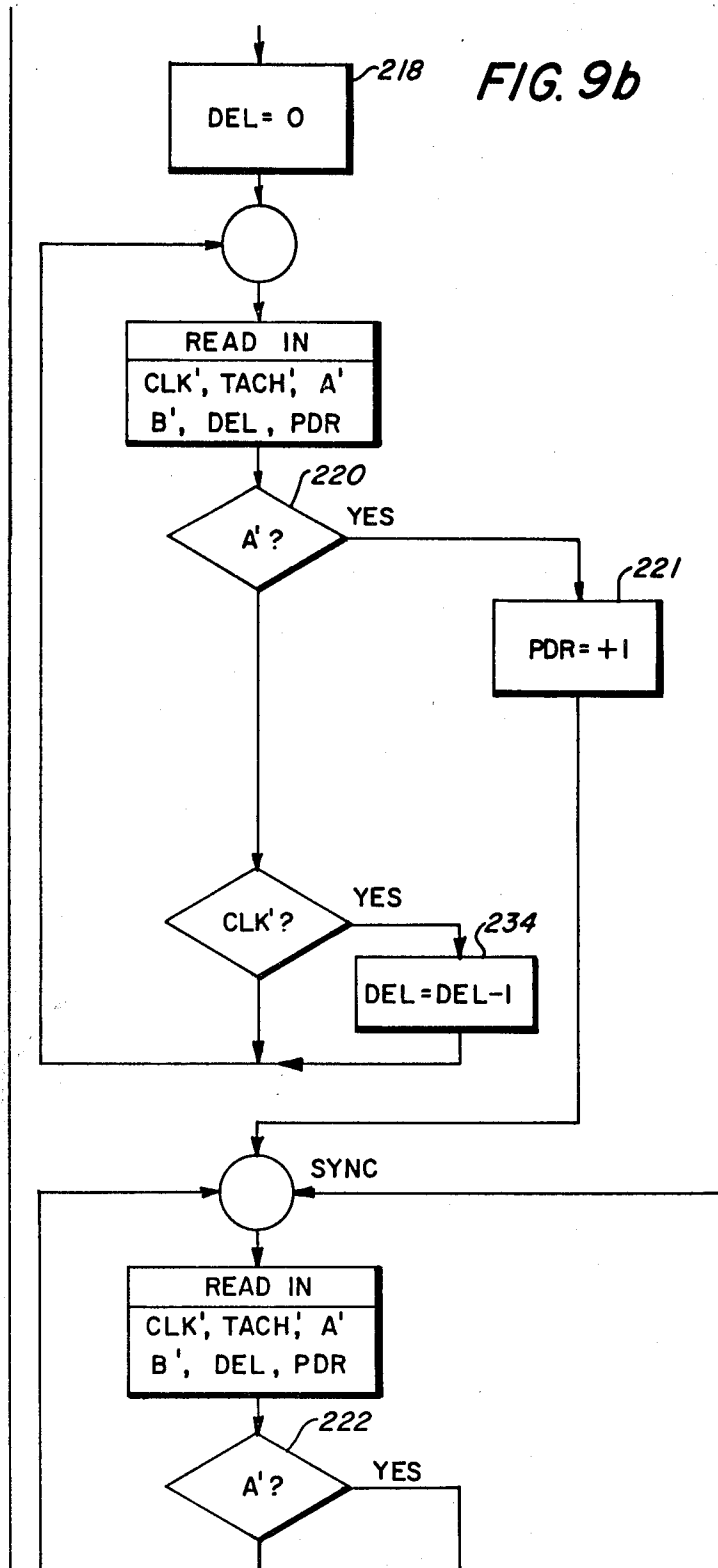 218
FIG. 9b
DEL = 0
READ IN
CLK', TACH', A'
B', DEL, PDR
220
A' ?
YES
221
PDR = +1
CLK' ?
YES
234
DEL = DEL-1
SYNC
READ IN
CLK', TACH', A'
B', DEL, PDR
222
A' ?
YES